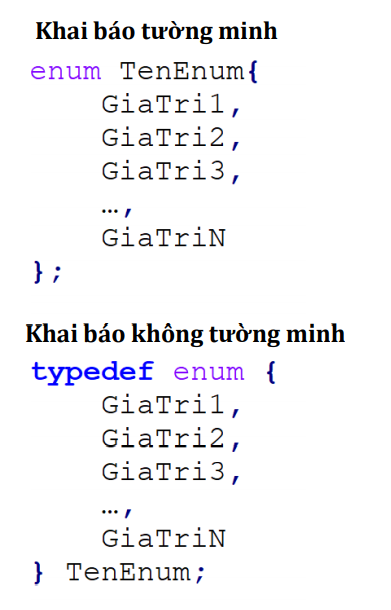 Khai báo tường minh
enum TenEnum{
GiaTri1,
GiaTri2,
GiaTri3,
…,
GiaTriN
};
Khai báo không tường minh
typedef enum {
GiaTri1,
GiaTri2,
GiaTri3,
…,
GiaTriN
} TenEnum;